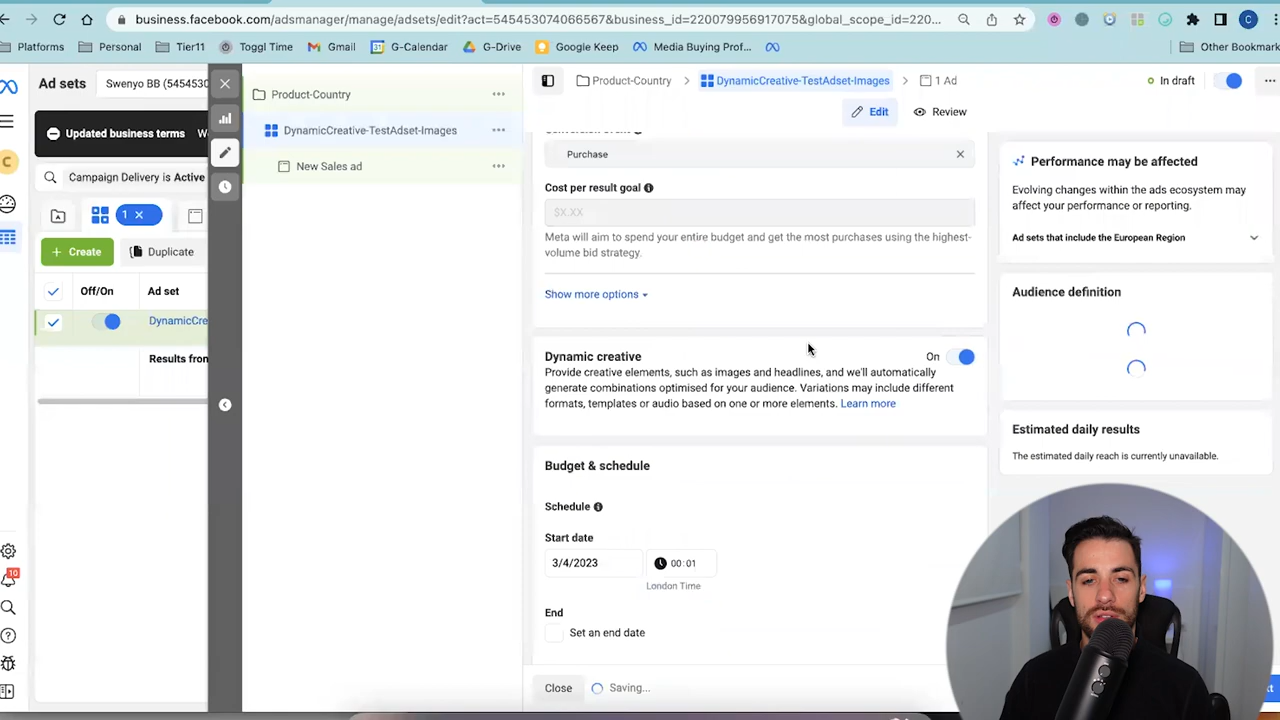 business.facebook.com/adsmanager/manage/adsets/edit?act=545453074066567&business_id=220079956917075&global_scope_id=220...
C
Platforms
Personal
Tier11
Toggl Time
Gmail
G-Calendar
G-Drive
Google Keep
Media Buying Prof...
Other Bookmark
Ad sets
Swenyo BB (54545
Product-Country
Product-Country
DynamicCreative-TestAdset-Images
1 Ad
In draft
Edit
Review
Updated business terms
DynamicCreative-TestAdset-Images
New Sales ad
C
Campaign Delivery is Active
1
Create
Duplicate
Off/On
Ad set
DynamicCre
Results from
10
Purchase
Cost per result goal
$X.XX
Meta will aim to spend your entire budget and get the most purchases using the highest-
volume bid strategy.
Show more options
Dynamic creative
On
Provide creative elements, such as images and headlines, and we'll automatically
generate combinations optimised for your audience. Variations may include different
formats, templates or audio based on one or more elements. Learn more
Budget & schedule
Schedule
Start date
3/4/2023
00:01
London Time
End
Set an end date
Close
Saving...
Performance may be affected
Evolving changes within the ads ecosystem may
affect your performance or reporting.
Ad sets that include the European Region
Audience definition
Estimated daily results
The estimated daily reach is currently unavailable.